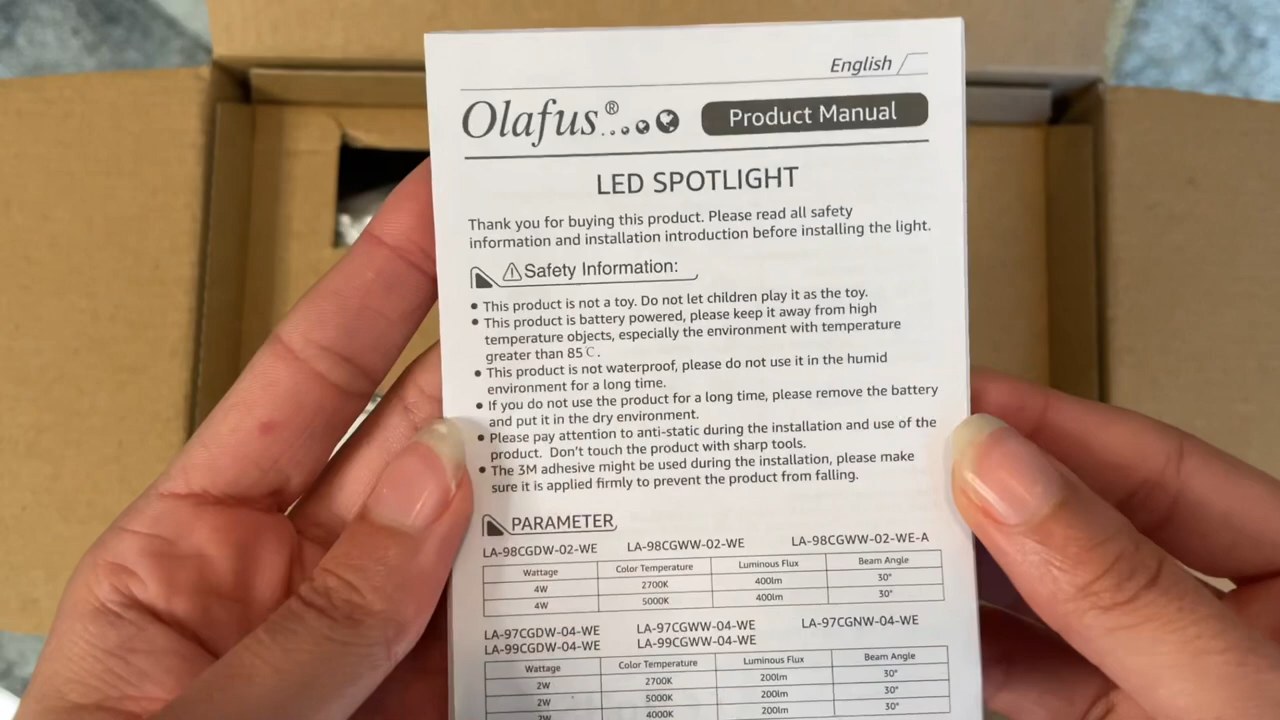 English
Olafus®
Product Manual
LED SPOTLIGHT
Thank you for buying this product. Please read all safety
information and installation introduction before installing the light.
Safety Information:
• This product is not a toy. Do not let children play it as the toy.
• This product is battery powered, please keep it away from high
temperature objects, especially the environment with temperature
greater than 85℃.
• This product is not waterproof, please do not use it in the humid
environment for a long time.
• If you do not use the product for a long time, please remove the battery
and put it in the dry environment.
• Please pay attention to anti-static during the installation and use of the
product. Don't touch the product with sharp tools.
• The 3M adhesive might be used during the installation, please make
sure it is applied firmly to prevent the product from falling.
PARAMETER
LA-98CGDW-02-WE LA-98CGWW-02-WE LA-98CGWW-02-WE-A
Wattage Color Temperature Luminous Flux Beam Angle
4W 2700K 400lm 30°
4W 5000K 400lm 30°
LA-97CGDW-04-WE LA-97CGWW-04-WE LA-97CGNW-04-WE
LA-99CGDW-04-WE LA-99CGWW-04-WE
Wattage Color Temperature Luminous Flux Beam Angle
2W 2700K 200lm 30°
2W 5000K 200lm 30°
2W 4000K 200lm 30°